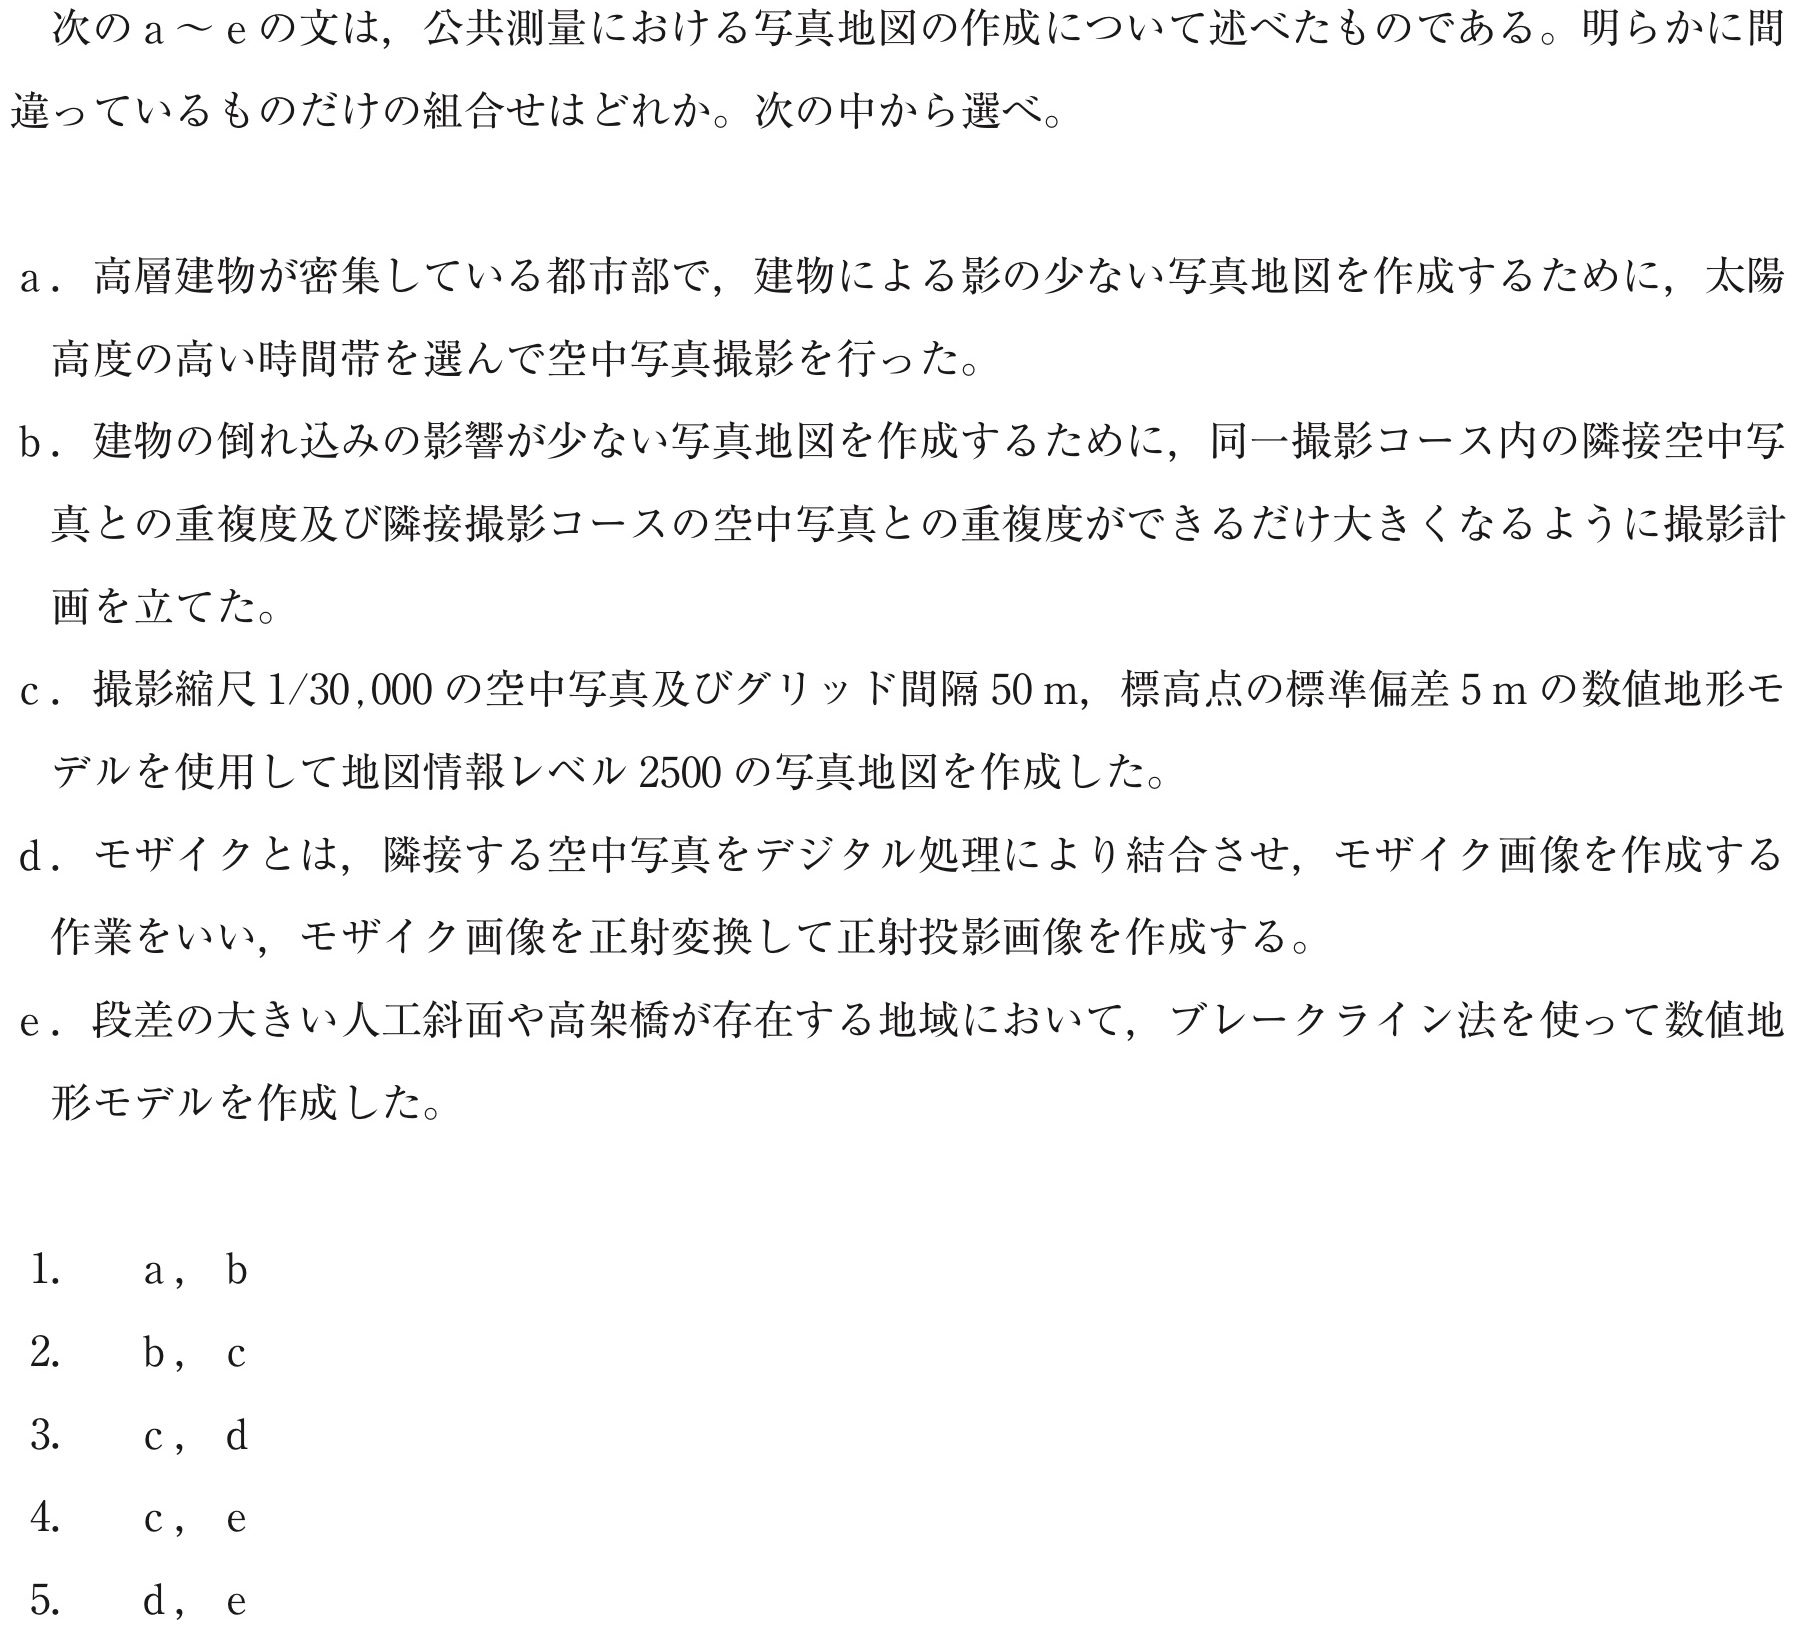 次の a ～ e の文は，公共測量における写真地図の作成について述べたものである。明らかに間
違っているものだけの組合せはどれか。次の中から選べ。
a． 高層建物が密集している都市部で，建物による影の少ない写真地図を作成するために，太陽
高度の高い時間帯を選んで空中写真撮影を行った。
b． 建物の倒れ込みの影響が少ない写真地図を作成するために，同一撮影コース内の隣接空中写
真との重複度及び隣接撮影コースの空中写真との重複度ができるだけ大きくなるように撮影計
画を立てた。
c． 撮影縮尺 1/30,000 の空中写真及びグリッド間隔 50 m，標高点の標準偏差 5 m の数値地形モ
デルを使用して地図情報レベル 2500 の写真地図を作成した。
d． モザイクとは，隣接する空中写真をデジタル処理により結合させ，モザイク画像を作成する
作業をいい，モザイク画像を正射変換して正射投影画像を作成する。
e． 段差の大きい人工斜面や高架橋が存在する地域において，ブレークライン法を使って数値地
形モデルを作成した。
1. a， b
2. b， c
3. c， d
4. c， e
5. d， e